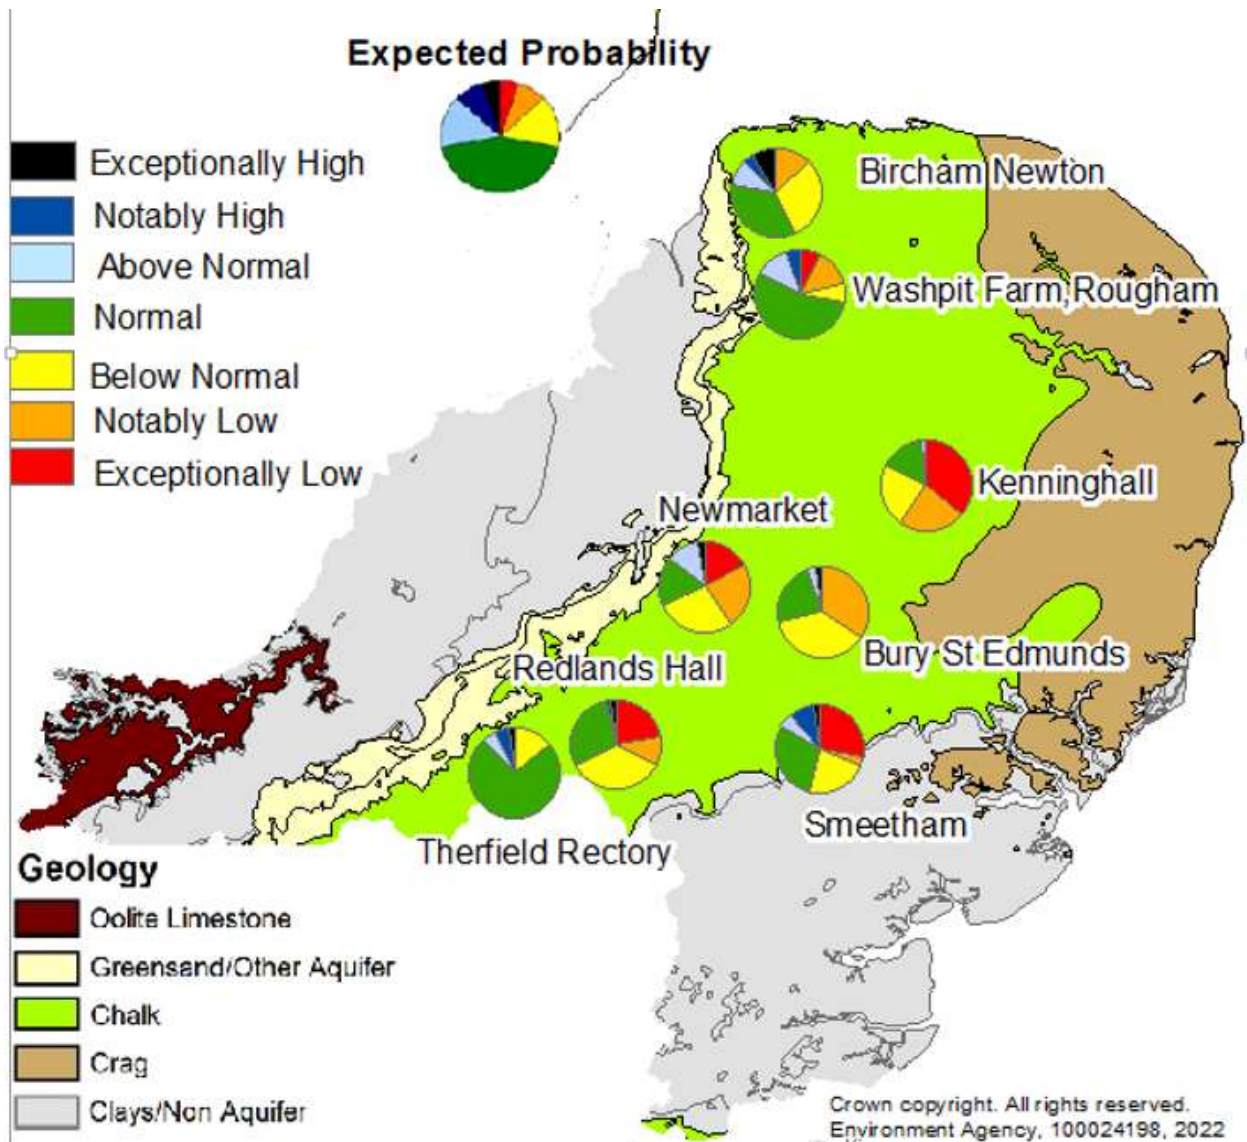 Expected Probability
Exceptionally High
Notably High
Above Normal
Normal
Below Normal
Notably Low
Exceptionally Low
Bircham Newton
Washpit Farm,Rougham
Kenninghall
Newmarket
Bury St Edmunds
Redlands Hall
Smeetham
Therfield Rectory
Geology
Oolite Limestone
Greensand/Other Aquifer
Chalk
Crag
Clays/Non Aquifer
Crown copyright. All rights reserved.
Environment Agency, 100024198, 2022